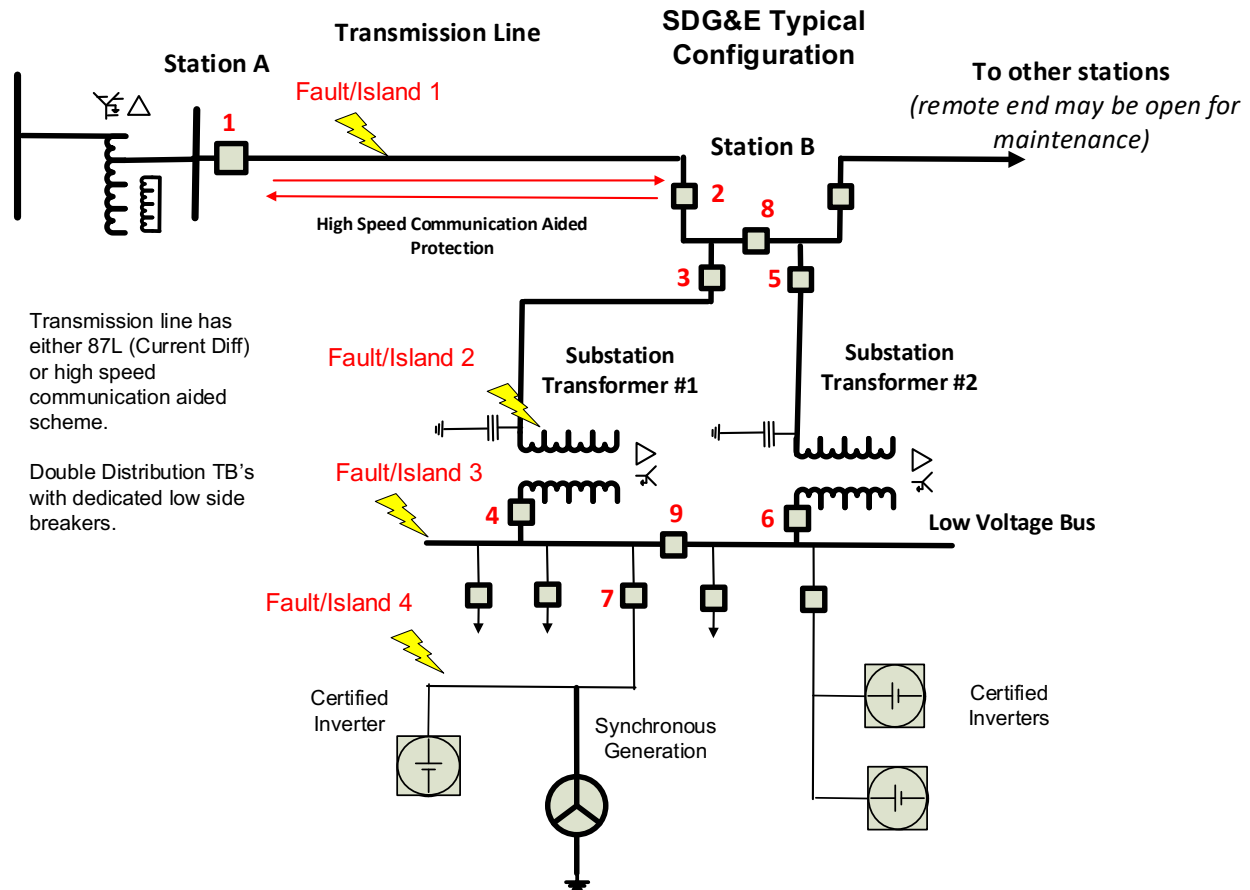 SDG&E Typical
Configuration
Transmission Line
Station A
To other stations
(remote end may be open for
maintenance)
Fault/Island 1
1
Station B
2
8
High Speed Communication Aided
Protection
3
5
Transmission line has
either 87L (Current Diff)
or high speed
communication aided
scheme.
Double Distribution TB's
with dedicated low side
breakers.
Fault/Island 2
Substation
Transformer #1
Substation
Transformer #2
Fault/Island 3
4
9
6
Low Voltage Bus
Fault/Island 4
7
Certified
Inverter
Synchronous
Generation
Certified
Inverters